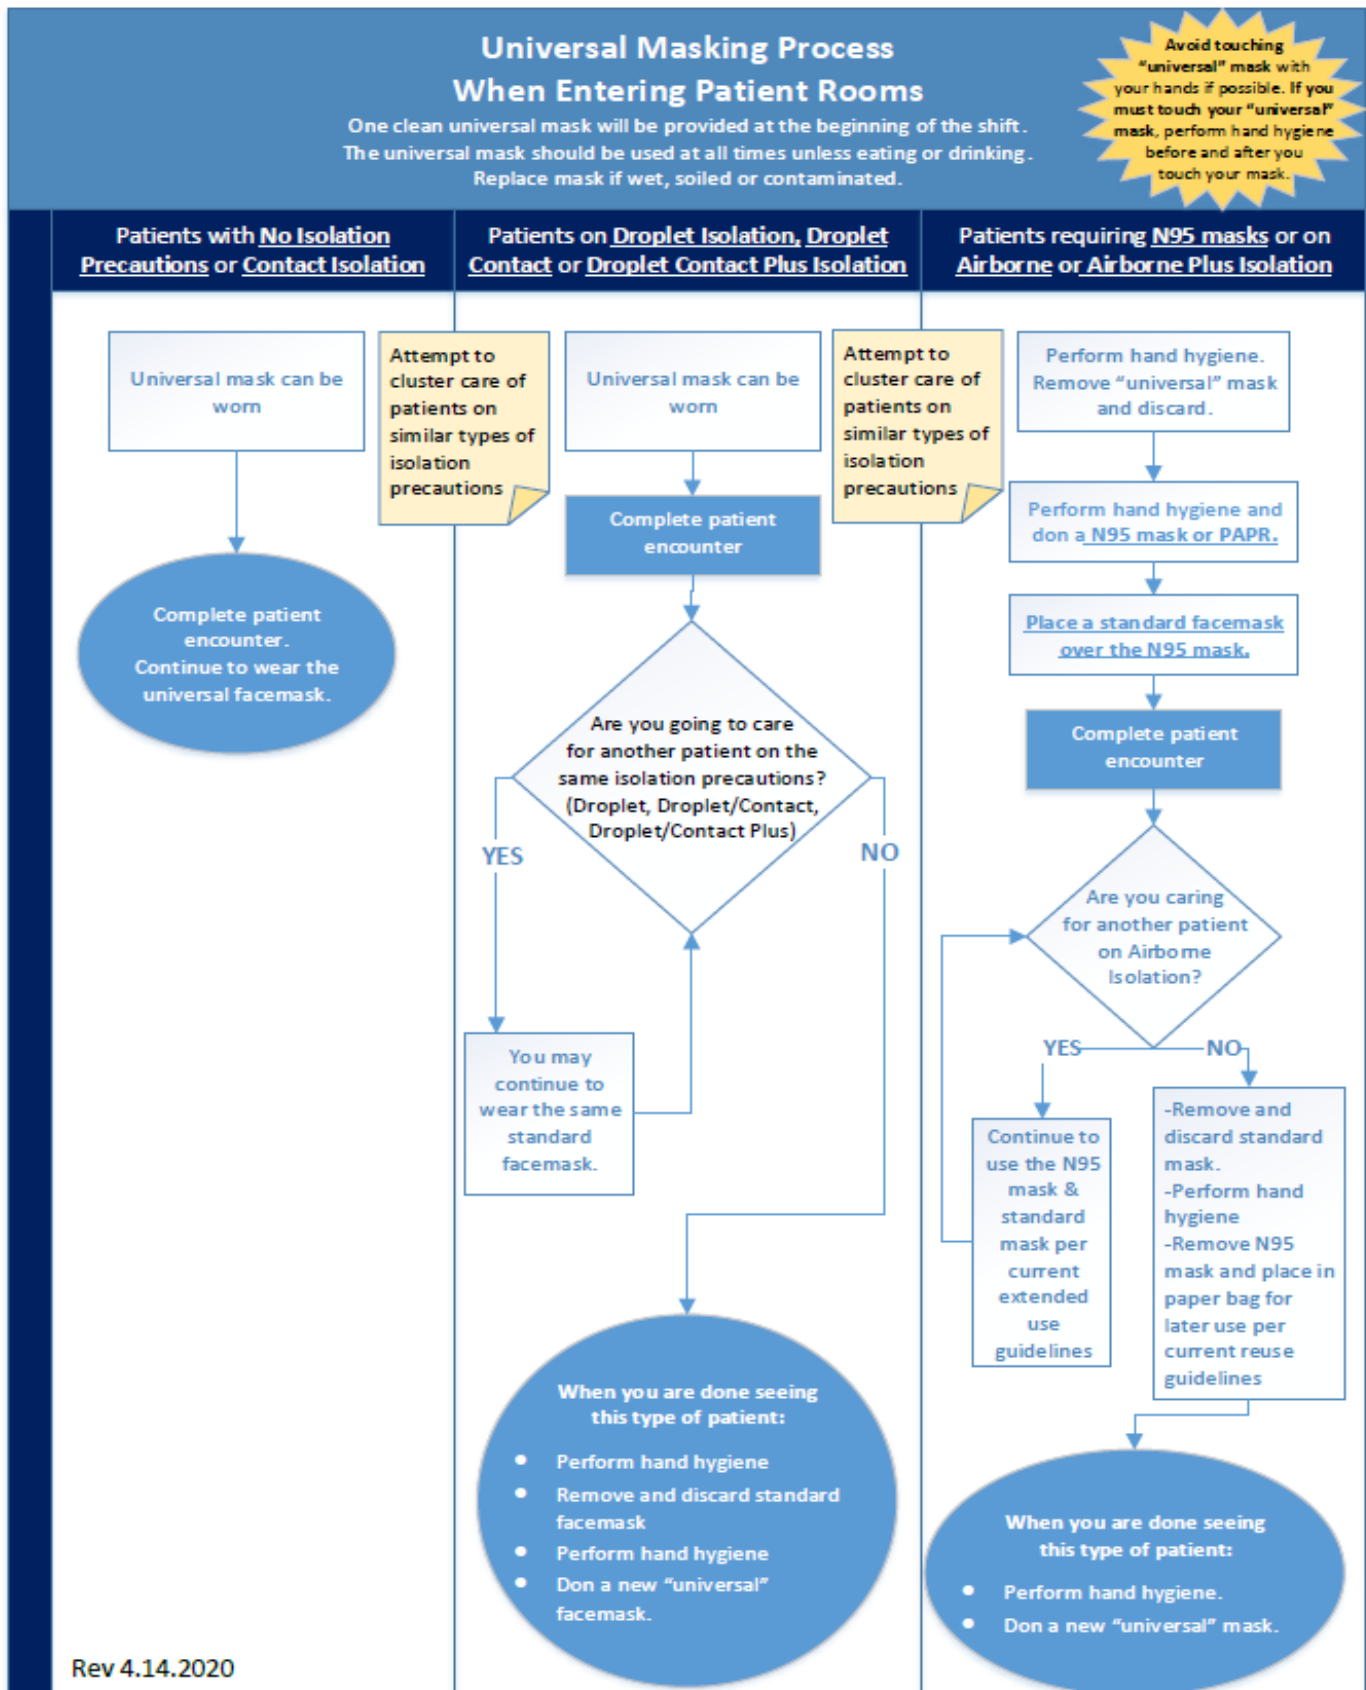 Universal Masking Process
When Entering Patient Rooms
One clean universal mask will be provided at the beginning of the shift.
The universal mask should be used at all times unless eating or drinking.
Replace mask if wet, soiled or contaminated.
Avoid touching
“universal” mask with
your hands if possible. If you
must touch your “universal”
mask, perform hand hygiene
before and after you
touch your mask.
Patients with No Isolation
Precautions or Contact Isolation
Patients on Droplet Isolation, Droplet
Contact or Droplet Contact Plus Isolation
Patients requiring N95 masks or on
Airborne or Airborne Plus Isolation
Universal mask can be
worn
Complete patient
encounter.
Continue to wear the
universal facemask.
Attempt to
cluster care of
patients on
similar types of
isolation
precautions
Universal mask can be
worn
Complete patient
encounter
Are you going to care
for another patient on the
same isolation precautions?
(Droplet, Droplet/Contact,
Droplet/Contact Plus)
YES
NO
You may
continue to
wear the same
standard
facemask.
When you are done seeing
this type of patient:
• Perform hand hygiene
• Remove and discard standard
facemask
• Perform hand hygiene
• Don a new “universal”
facemask.
Attempt to
cluster care of
patients on
similar types of
isolation
precautions
Perform hand hygiene.
Remove “universal” mask
and discard.
Perform hand hygiene and
don a N95 mask or PAPR.
Place a standard facemask
over the N95 mask.
Complete patient
encounter
Are you caring
for another patient
on Airborne
Isolation?
YES
NO
Continue to
use the N95
mask &
standard
mask per
current
extended
use
guidelines
-Remove and
discard standard
mask.
-Perform hand
hygiene
-Remove N95
mask and place in
paper bag for
later use per
current reuse
guidelines
When you are done seeing
this type of patient:
• Perform hand hygiene.
• Don a new “universal” mask.
Rev 4.14.2020